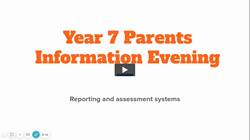 Year 7 Parents
Information Evening
Reporting and assessment systems